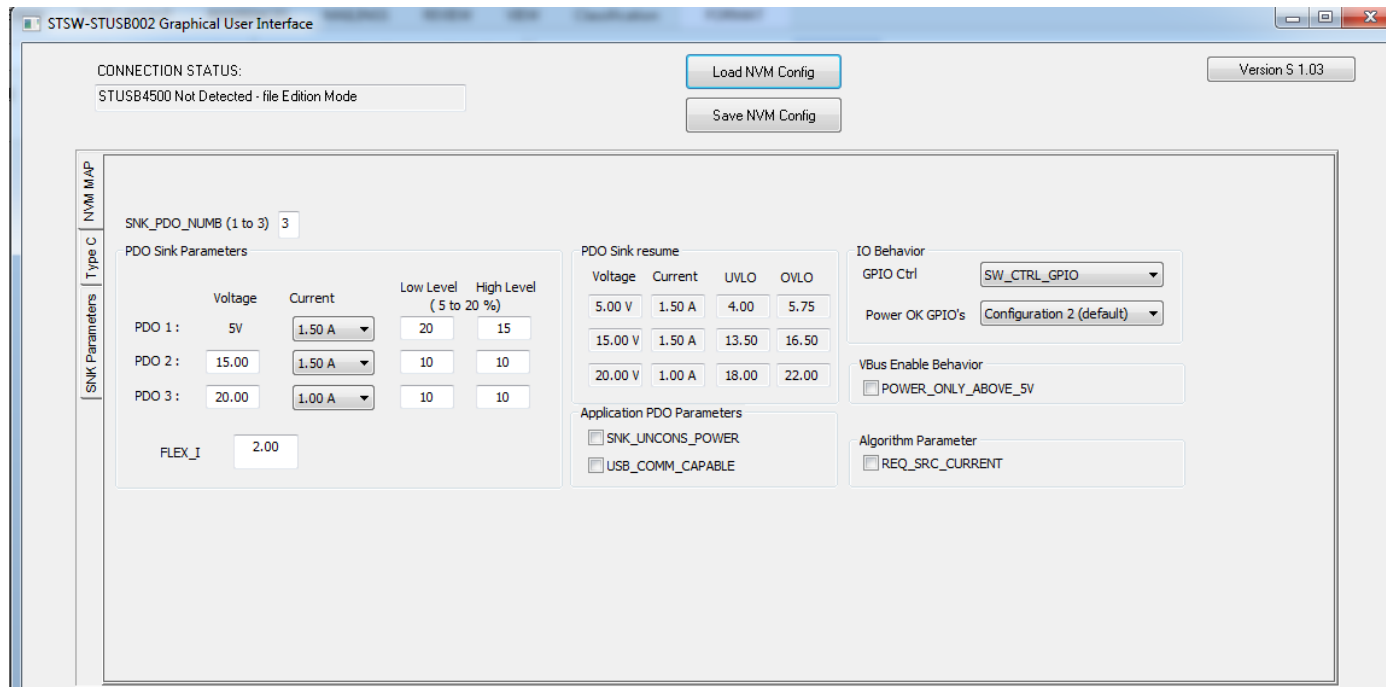 STSW-STUSB002 Graphical User Interface
CONNECTION STATUS:
STUSB4500 Not Detected - file Edition Mode
Load NVM Config
Save NVM Config
Version S 1.03
NVM MAP
Type C
SNK Parameters
SNK_PDO_NUMB (1 to 3) 3
PDO Sink Parameters
Voltage Current Low Level High Level
( 5 to 20 %)
PDO 1 : 5V 1.50 A 20 15
PDO 2 : 15.00 1.50 A 10 10
PDO 3 : 20.00 1.00 A 10 10
FLEX_I 2.00
PDO Sink resume
Voltage Current UVLO OVLO
5.00 V 1.50 A 4.00 5.75
15.00 V 1.50 A 13.50 16.50
20.00 V 1.00 A 18.00 22.00
Application PDO Parameters
SNK_UNCONS_POWER
USB_COMM_CAPABLE
IO Behavior
GPIO Ctrl SW_CTRL_GPIO
Power OK GPIO's Configuration 2 (default)
VBus Enable Behavior
POWER_ONLY_ABOVE_5V
Algorithm Parameter
REQ_SRC_CURRENT